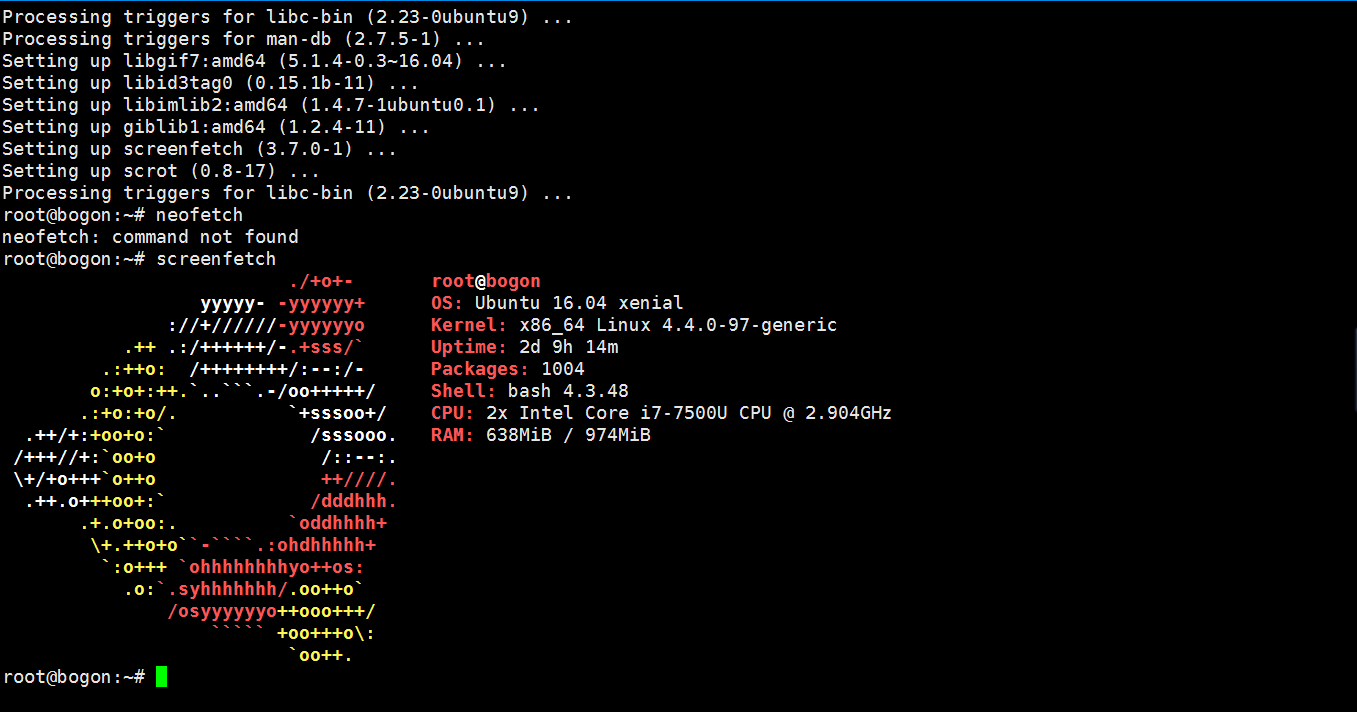 Processing triggers for libc-bin (2.23-0ubuntu9) ...
Processing triggers for man-db (2.7.5-1) ...
Setting up libgif7:amd64 (5.1.4-0.3~16.04) ...
Setting up libid3tag0 (0.15.1b-11) ...
Setting up libimlib2:amd64 (1.4.7-1ubuntu0.1) ...
Setting up giblib1:amd64 (1.2.4-11) ...
Setting up screenfetch (3.7.0-1) ...
Setting up scrot (0.8-17) ...
Processing triggers for libc-bin (2.23-0ubuntu9) ...
root@bogon:~# neofetch
neofetch: command not found
root@bogon:~# screenfetch
                          ./+o+-       root@bogon
                  yyyyy- -yyyyyy+      OS: Ubuntu 16.04 xenial
               ://+//////-yyyyyyo      Kernel: x86_64 Linux 4.4.0-97-generic
           .++ .:/++++++/-.+sss/`      Uptime: 2d 9h 14m
         .:++o:  /++++++++/:--:/-      Packages: 1004
        o:+o+:++.`..```.-/oo+++++/     Shell: bash 4.3.48
       .:+o:+o/.          `+sssoo+/    CPU: 2x Intel Core i7-7500U CPU @ 2.904GHz
  .++/+:+oo+o:`             /sssooo.   RAM: 638MiB / 974MiB
 /+++//+:`oo+o               /::--:.
 \+/+o+++`o++o               ++////.
  .++.o+++oo+:`             /dddhhh.
       .+.o+oo:.          `oddhhhh+
        \+.++o+o``-````.:ohdhhhhh+
         `:o+++ `ohhhhhhhhyo++os:
           .o:`.syhhhhhhh/.oo++o`
               /osyyyyyyo++ooo+++/
                   ````` +oo+++o\:
                          `oo++.
root@bogon:~#